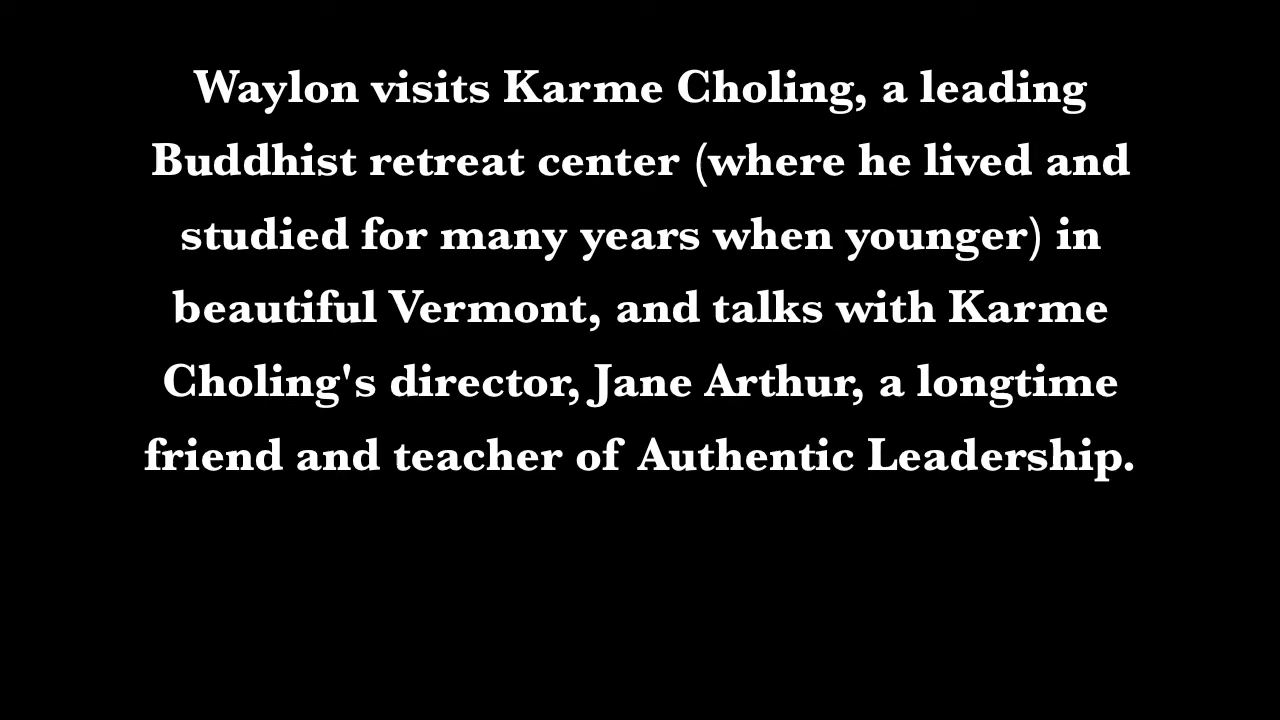 Waylon visits Karme Choling, a leading
Buddhist retreat center (where he lived and
studied for many years when younger) in
beautiful Vermont, and talks with Karme
Choling's director, Jane Arthur, a longtime
friend and teacher of Authentic Leadership.